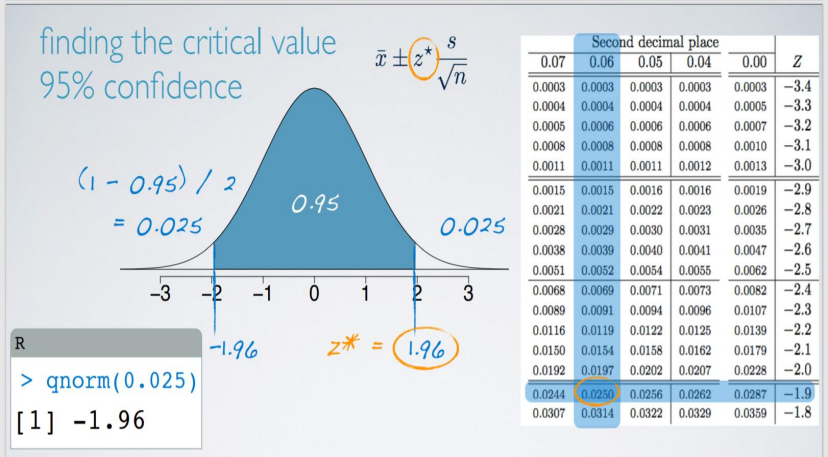 finding the critical value
95% confidence
x̄ ± z* s/√n
(1 - 0.95) / 2
= 0.025
0.95
0.025
-3 -2 -1 0 1 2 3
-1.96
z* = 1.96
R
> qnorm(0.025)
[1] -1.96
Second decimal place
0.07 0.06 0.05 0.04 0.00 Z
0.0003 0.0003 0.0003 0.0003 0.0003 −3.4
0.0004 0.0004 0.0004 0.0004 0.0005 −3.3
0.0005 0.0006 0.0006 0.0006 0.0007 −3.2
0.0008 0.0008 0.0008 0.0008 0.0010 −3.1
0.0011 0.0011 0.0011 0.0012 0.0013 −3.0
0.0015 0.0015 0.0016 0.0016 0.0019 −2.9
0.0021 0.0021 0.0022 0.0023 0.0026 −2.8
0.0028 0.0029 0.0030 0.0031 0.0035 −2.7
0.0038 0.0039 0.0040 0.0041 0.0047 −2.6
0.0051 0.0052 0.0054 0.0055 0.0062 −2.5
0.0068 0.0069 0.0071 0.0073 0.0082 −2.4
0.0089 0.0091 0.0094 0.0096 0.0107 −2.3
0.0116 0.0119 0.0122 0.0125 0.0139 −2.2
0.0150 0.0154 0.0158 0.0162 0.0179 −2.1
0.0192 0.0197 0.0202 0.0207 0.0228 −2.0
0.0244 0.0250 0.0256 0.0262 0.0287 −1.9
0.0307 0.0314 0.0322 0.0329 0.0359 −1.8